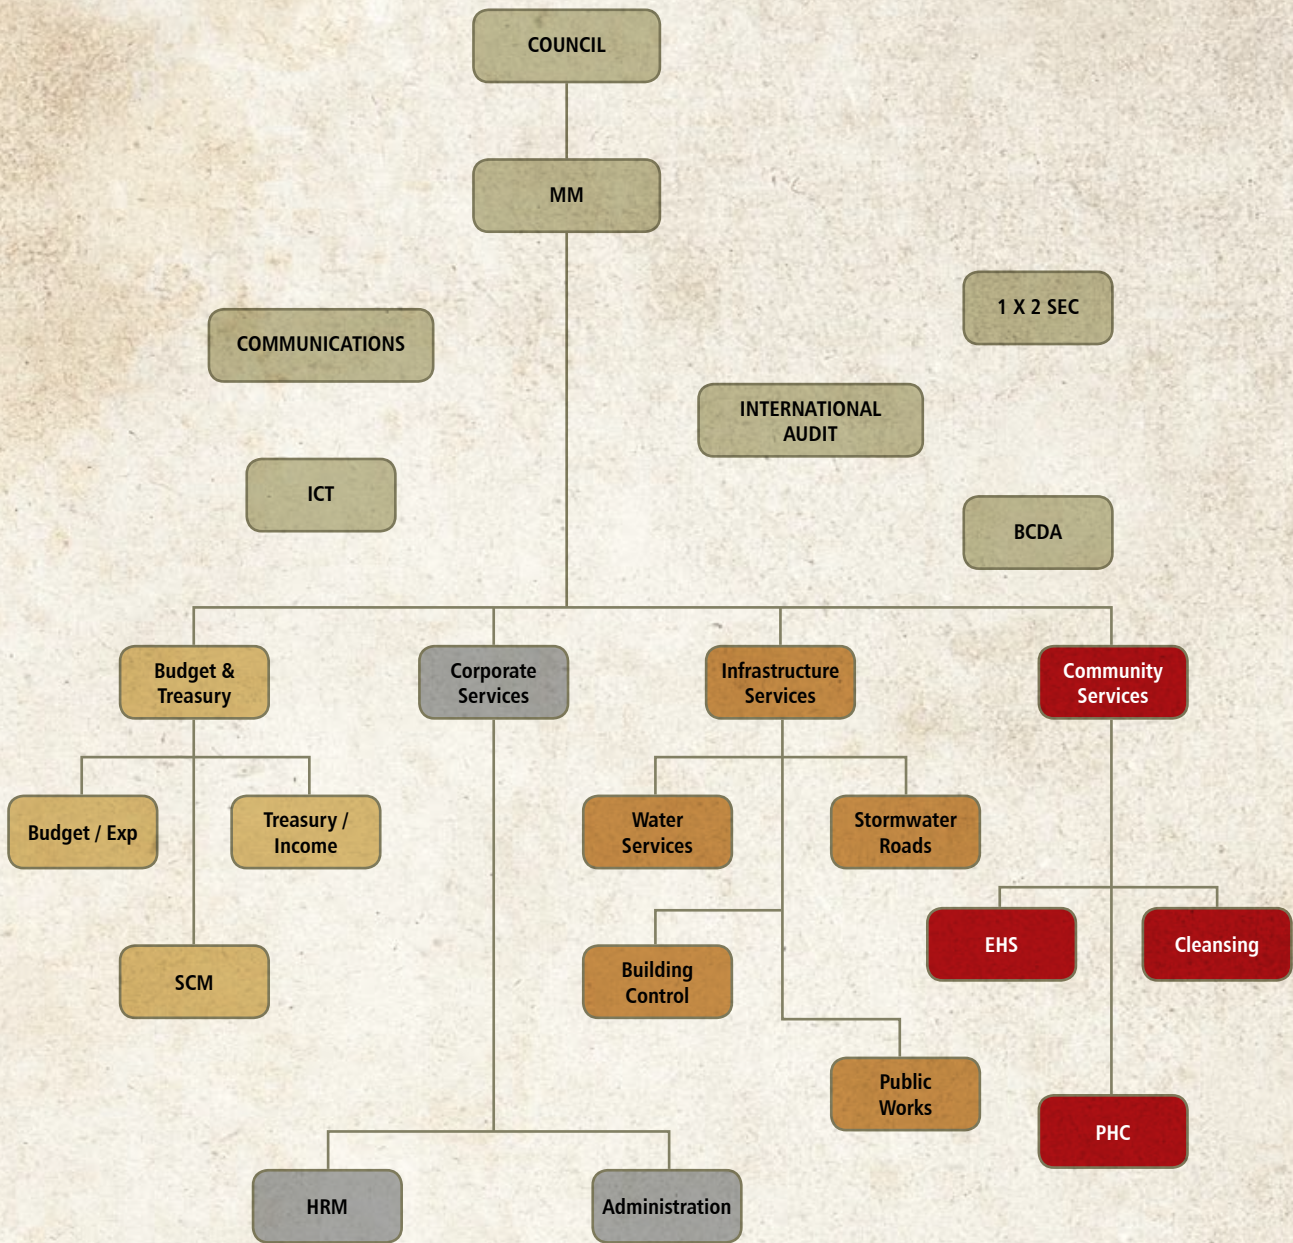 COUNCIL
MM
1 X 2 SEC
COMMUNICATIONS
INTERNATIONAL
AUDIT
ICT
BCDA
Budget &
Treasury
Corporate
Services
Infrastructure
Services
Community
Services
Budget / Exp
Treasury /
Income
Water
Services
Stormwater
Roads
EHS
Cleansing
SCM
Building
Control
Public
Works
PHC
HRM
Administration